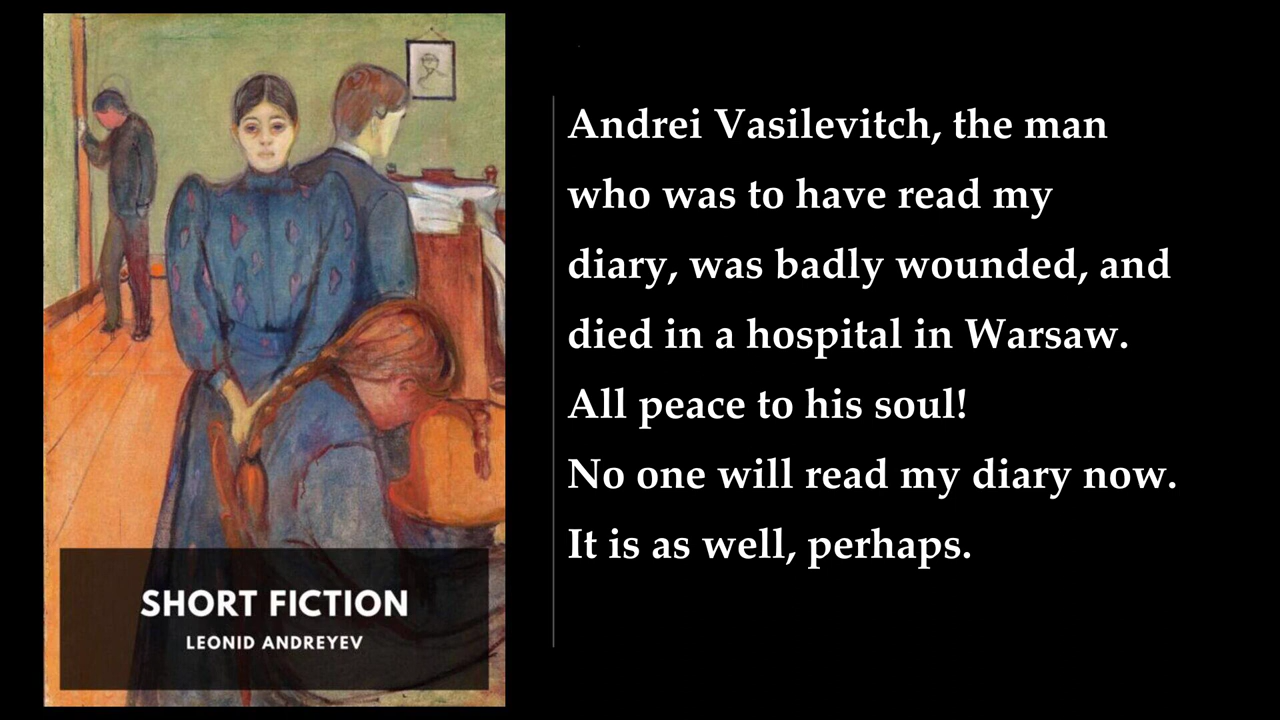 SHORT FICTION
LEONID ANDREYEV
Andrei Vasilevitch, the man
who was to have read my
diary, was badly wounded, and
died in a hospital in Warsaw.
All peace to his soul!
No one will read my diary now.
It is as well, perhaps.